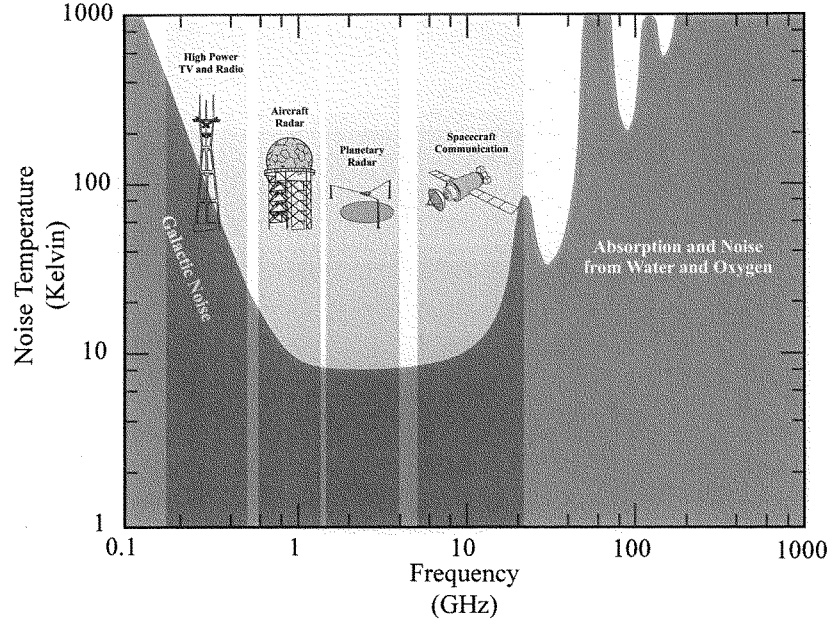 1000
High Power
TV and Radio
Aircraft
Radar
Planetary
Radar
Spacecraft
Communication
100
Galactic Noise
Absorption and Noise
from Water and Oxygen
Noise Temperature
(Kelvin)
10
1
0.1
1
10
100
1000
Frequency
(GHz)